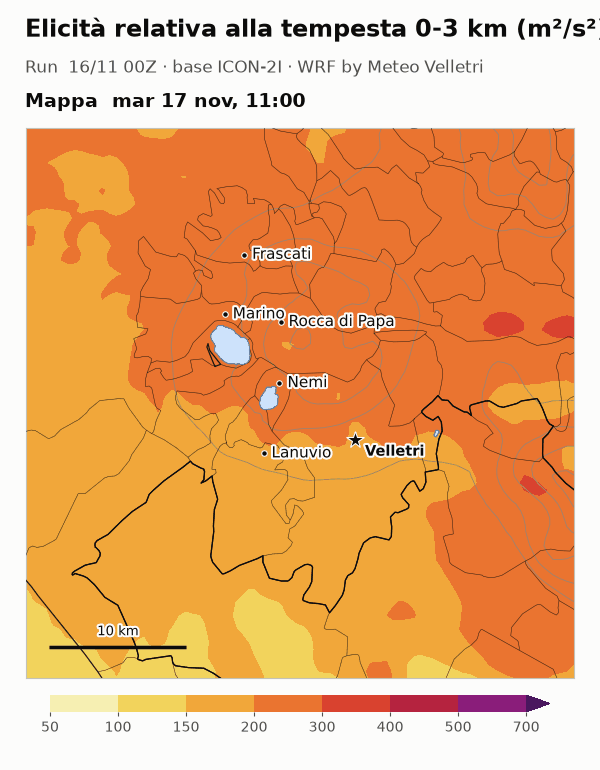 Elicità relativa alla tempesta 0-3 km (m²/s²)
Run  16/11 00Z · base ICON-2I · WRF by Meteo Velletri
Mappa  mar 17 nov, 11:00
Frascati
Marino
Rocca di Papa
Nemi
Velletri
Lanuvio
10 km
50 100 150 200 300 400 500 700